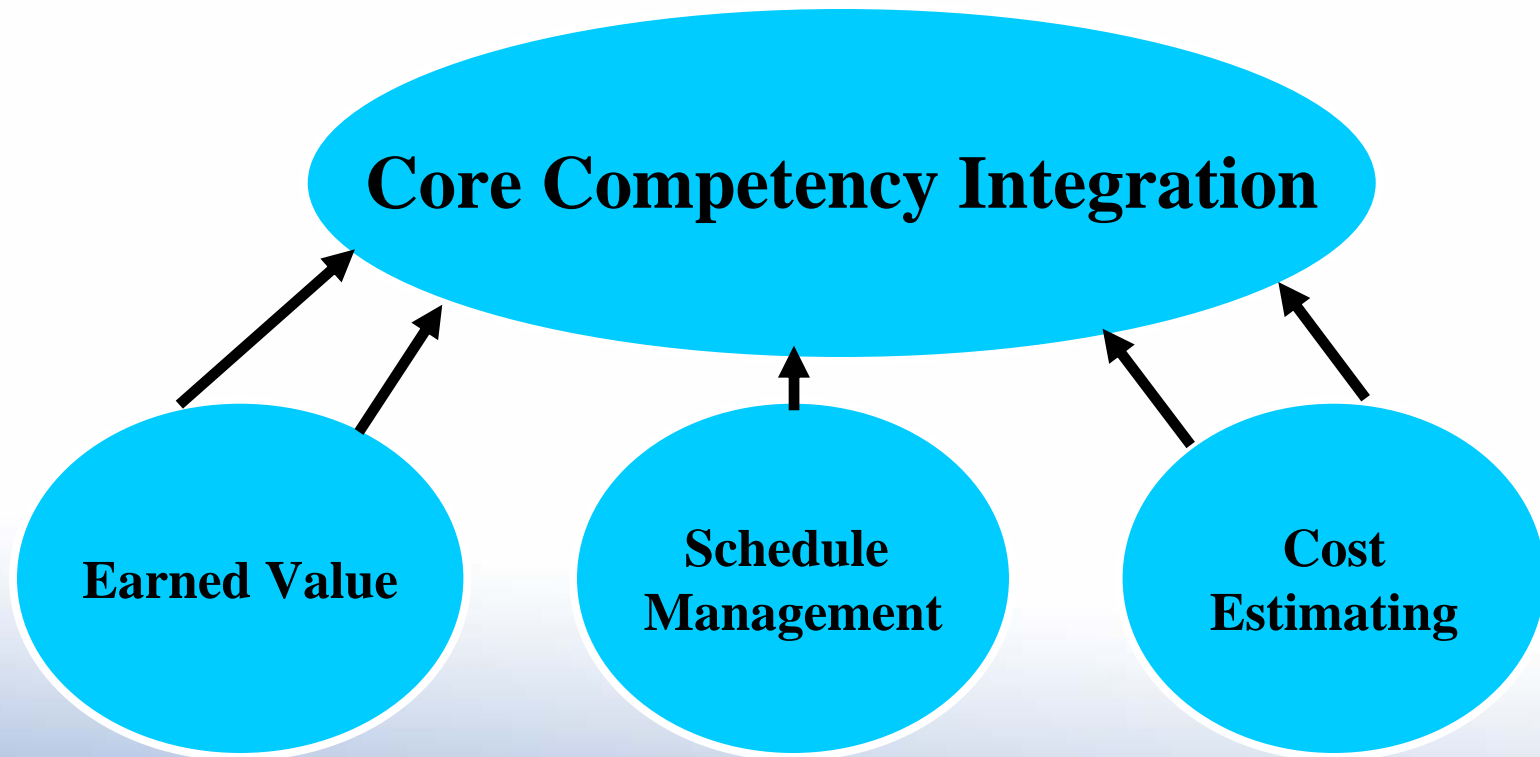 Core Competency Integration
Earned Value
Schedule
Management
Cost
Estimating